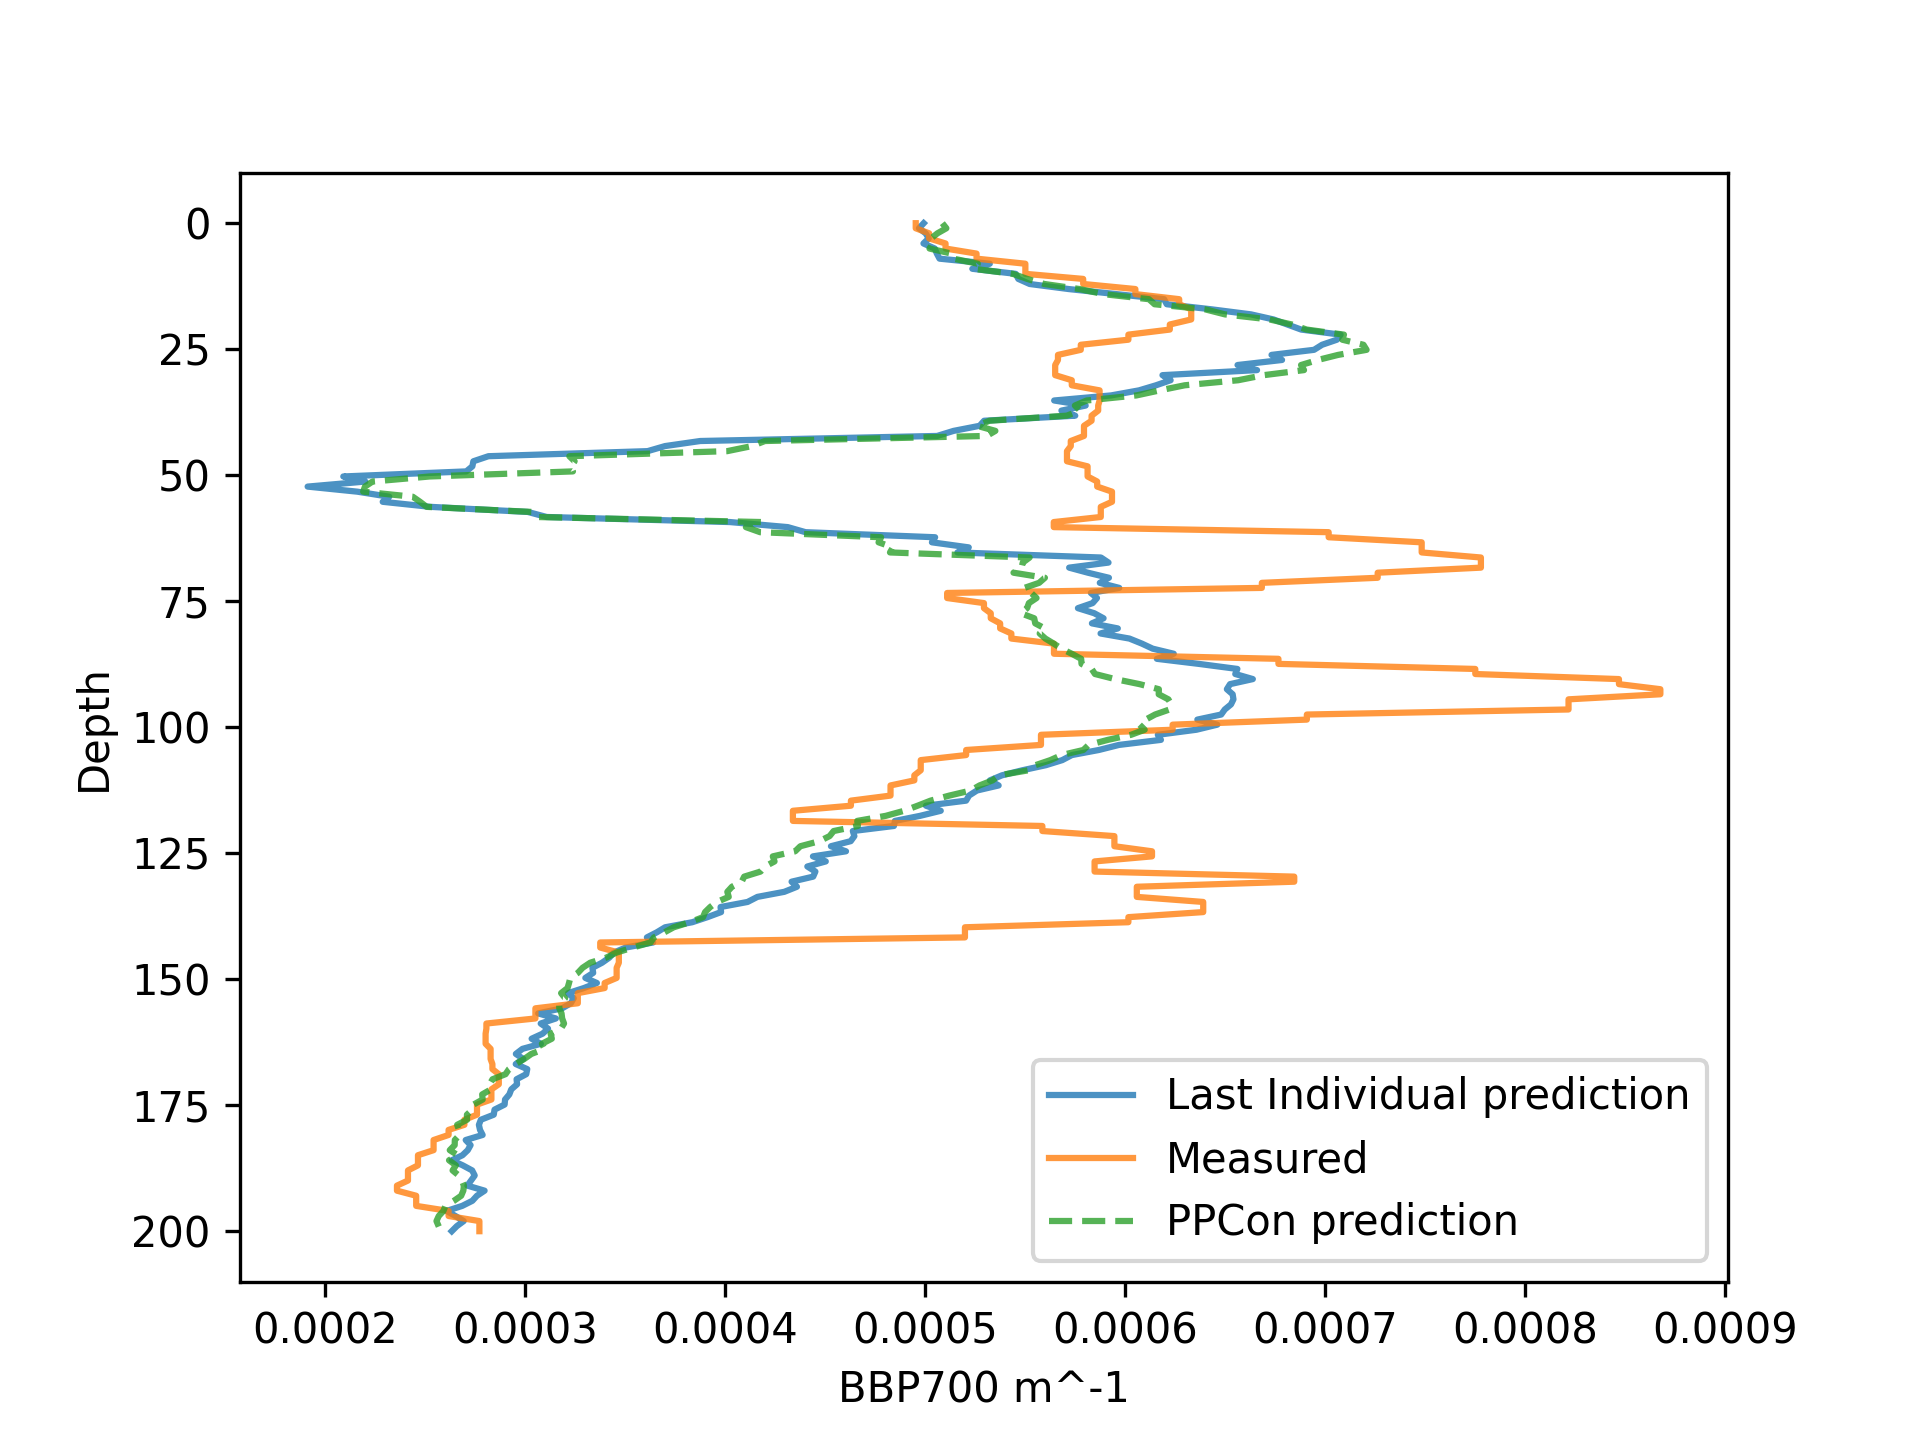 0
25
50
75
100
125
150
175
200
Depth
0.0002 0.0003 0.0004 0.0005 0.0006 0.0007 0.0008 0.0009
BBP700 m^-1
Last Individual prediction
Measured
PPCon prediction